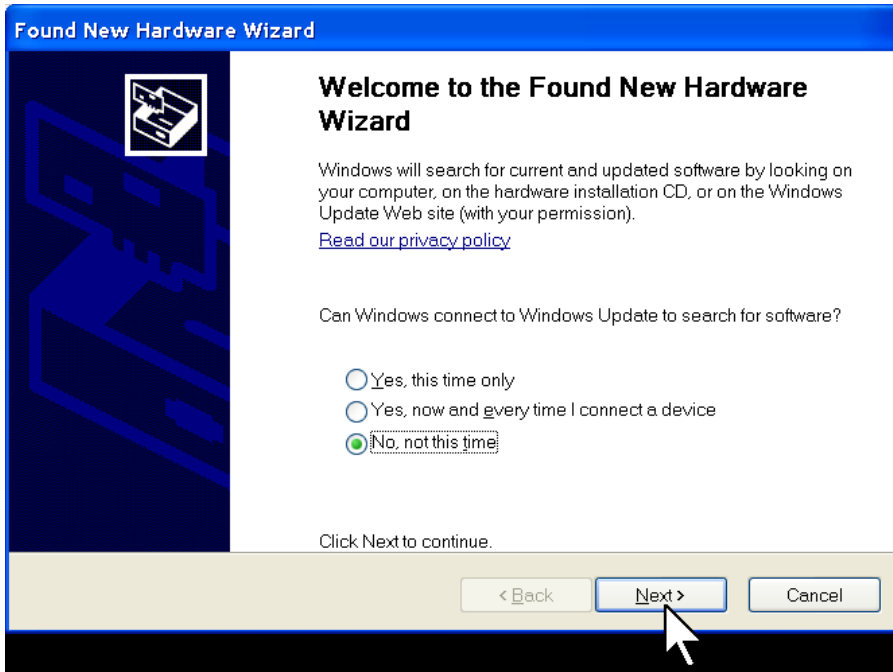 Found New Hardware Wizard
Welcome to the Found New Hardware
Wizard
Windows will search for current and updated software by looking on
your computer, on the hardware installation CD, or on the Windows
Update Web site (with your permission).
Read our privacy policy
Can Windows connect to Windows Update to search for software?
Yes, this time only
Yes, now and every time I connect a device
No, not this time
Click Next to continue.
< Back Next > Cancel